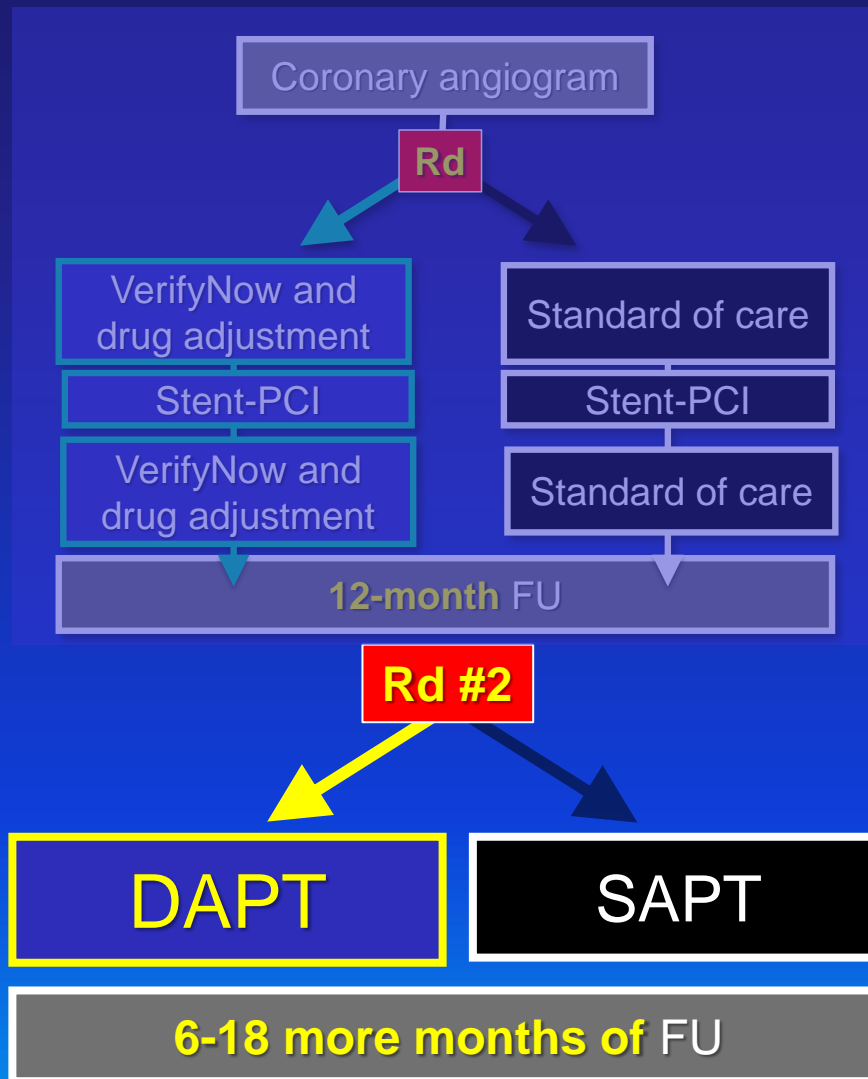 Coronary angiogram
Rd
VerifyNow and
drug adjustment
Standard of care
Stent-PCI
Stent-PCI
VerifyNow and
drug adjustment
Standard of care
12-month FU
Rd #2
DAPT
SAPT
6-18 more months of FU